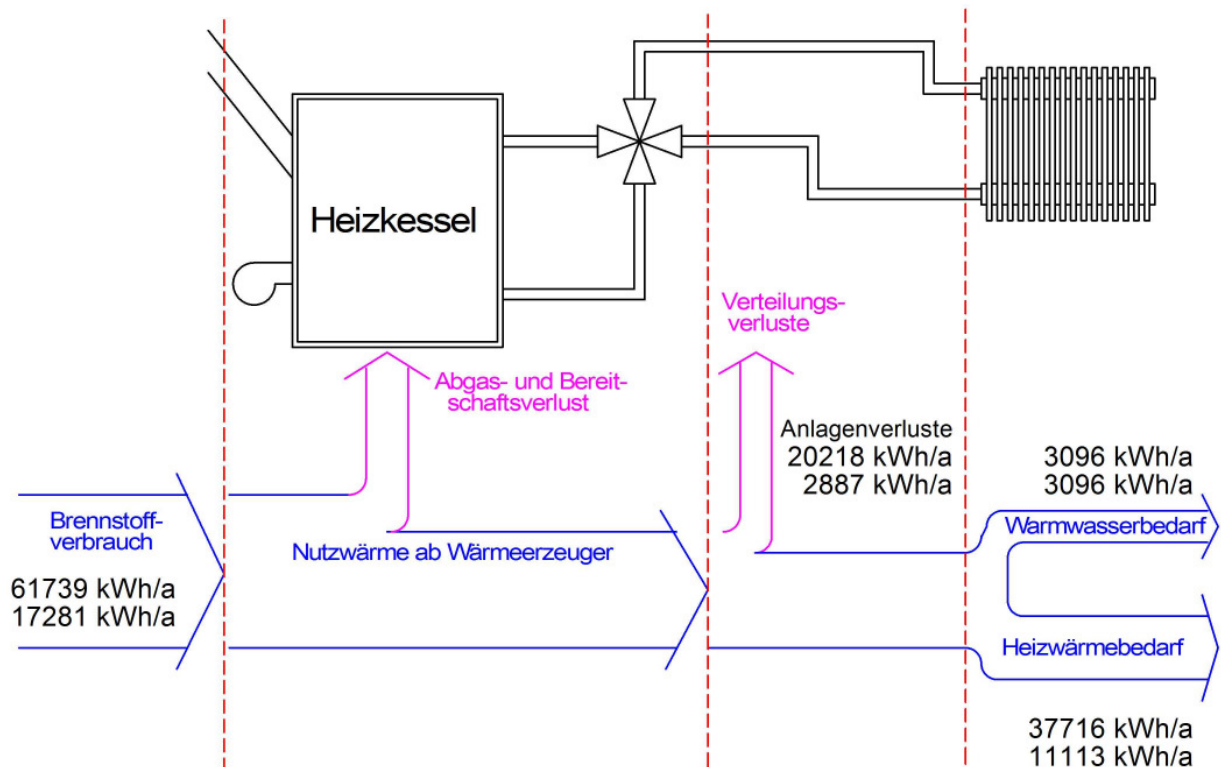 Heizkessel
Verteilungs-
verluste
Abgas- und Bereit-
schaftsverlust
Anlagenverluste
20218 kWh/a
2887 kWh/a
3096 kWh/a
3096 kWh/a
Brennstoff-
verbrauch
61739 kWh/a
17281 kWh/a
Nutzwärme ab Wärmeerzeuger
Warmwasserbedarf
Heizwärmebedarf
37716 kWh/a
11113 kWh/a